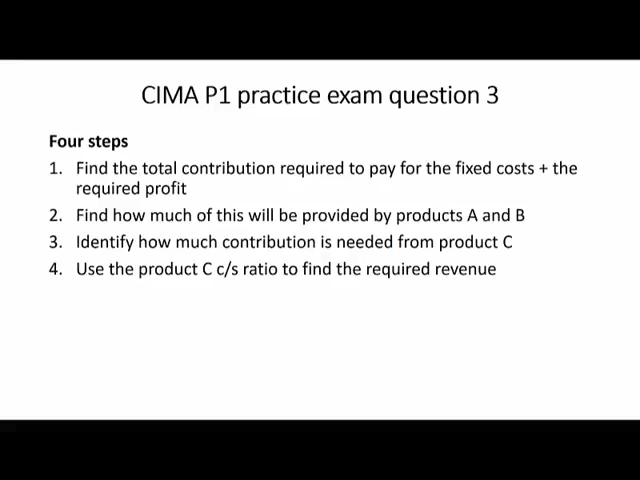 CIMA P1 practice exam question 3
Four steps
1. Find the total contribution required to pay for the fixed costs + the
required profit
2. Find how much of this will be provided by products A and B
3. Identify how much contribution is needed from product C
4. Use the product C c/s ratio to find the required revenue